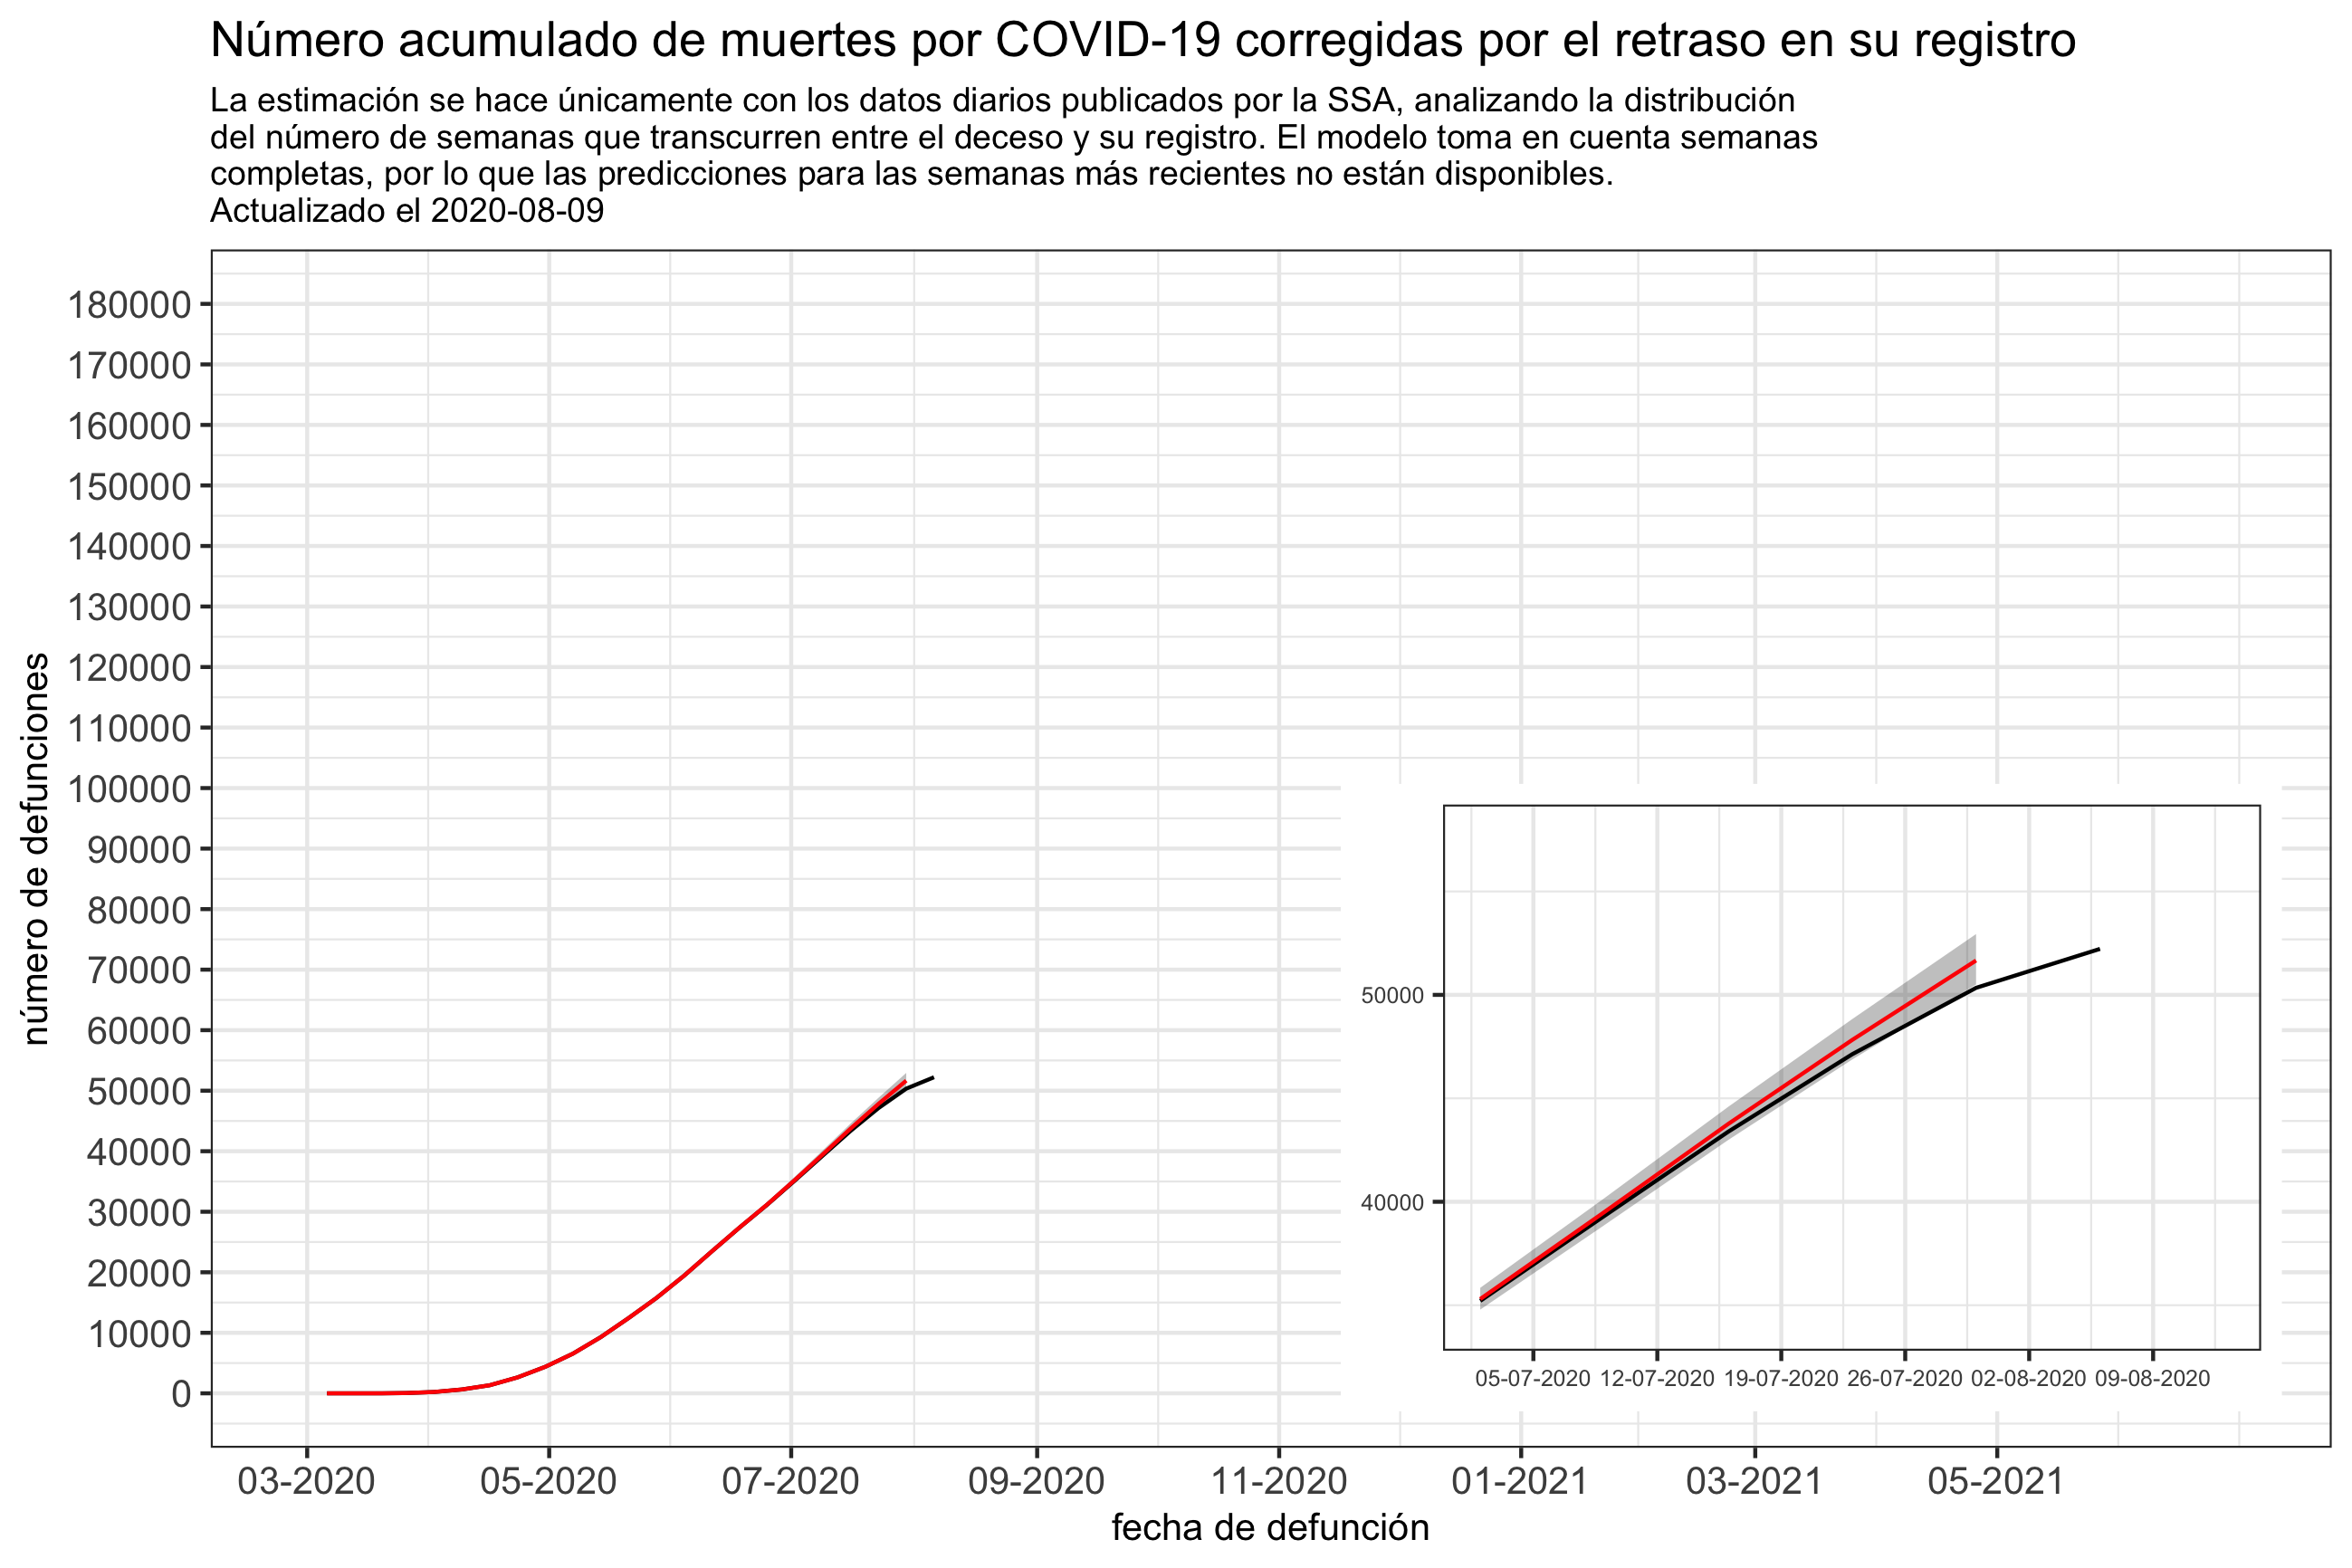 Número acumulado de muertes por COVID-19 corregidas por el retraso en su registro
La estimación se hace únicamente con los datos diarios publicados por la SSA, analizando la distribución
del número de semanas que transcurren entre el deceso y su registro. El modelo toma en cuenta semanas
completas, por lo que las predicciones para las semanas más recientes no están disponibles.
Actualizado el 2020-08-09
número de defunciones
180000
170000
160000
150000
140000
130000
120000
110000
100000
90000
80000
70000
60000
50000
40000
30000
20000
10000
0
50000
40000
05-07-2020 12-07-2020 19-07-2020 26-07-2020 02-08-2020 09-08-2020
03-2020 05-2020 07-2020 09-2020 11-2020 01-2021 03-2021 05-2021
fecha de defunción